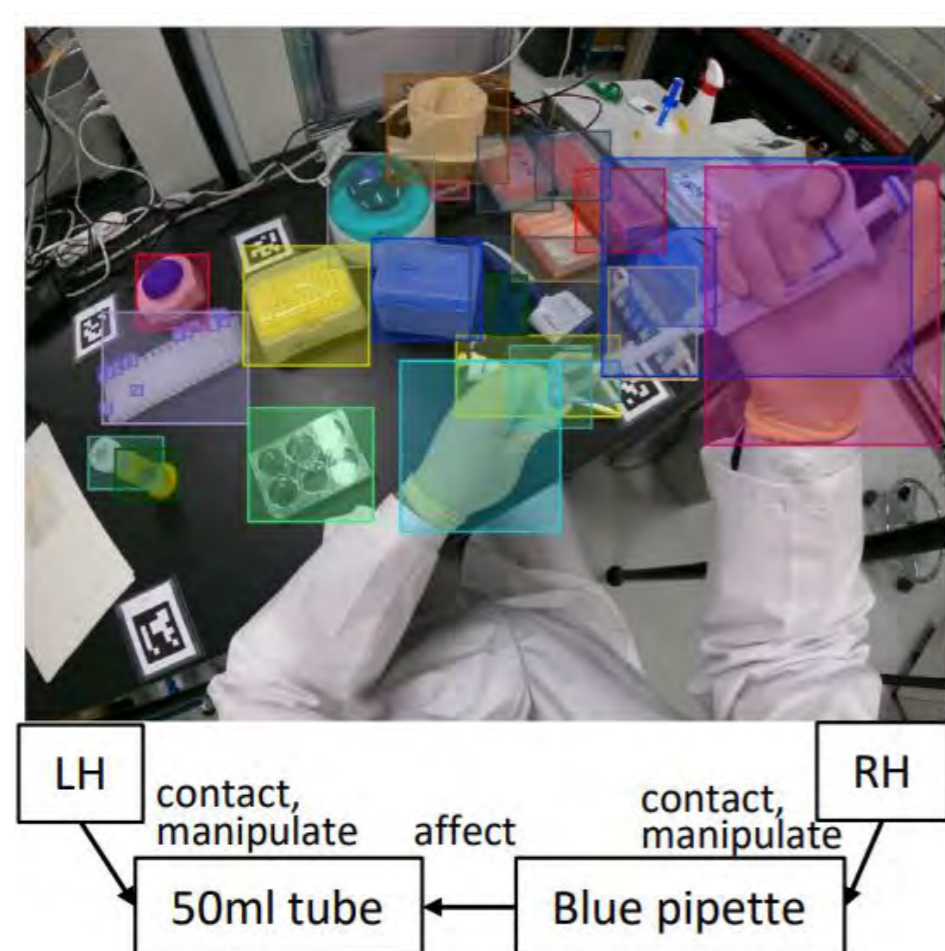 LH
RH
contact,
manipulate
affect
contact,
manipulate
50ml tube
Blue pipette